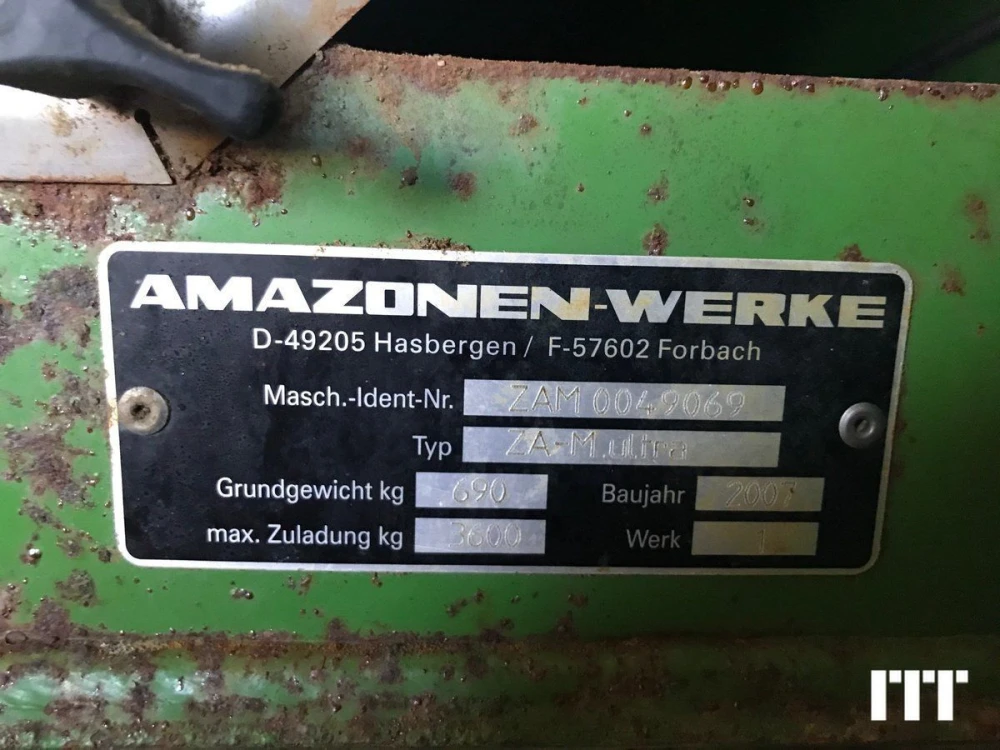 AMAZONEN-WERKE
D-49205 Hasbergen / F-57602 Forbach
Masch.-Ident-Nr. ZAM 0049069
Typ ZA-M.ultra
Grundgewicht kg 690 Baujahr 2007
max. Zuladung kg 3600 Werk 1